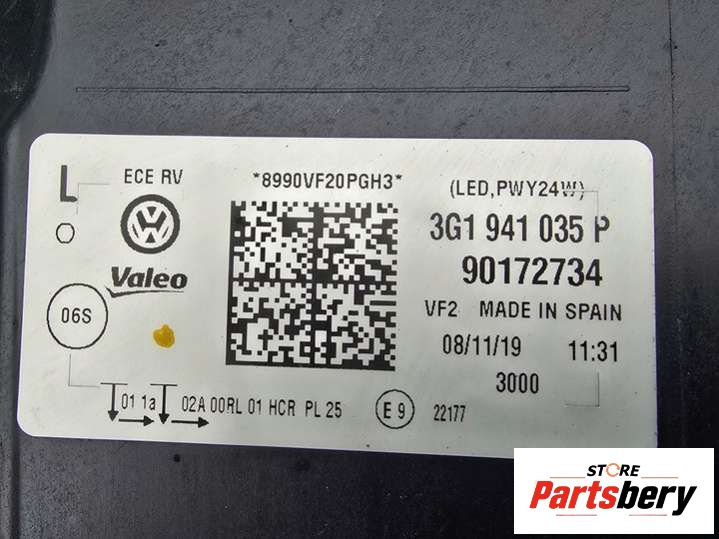 L
ECE RV
*8990VF20PGH3*
(LED,PWY24W)
3G1 941 035 P
90172734
Valeo
06S
VF2 MADE IN SPAIN
08/11/19 11:31
3000
01 1a 02A 00RL 01 HCR PL 25 E9 22177
STORE
Partsbery